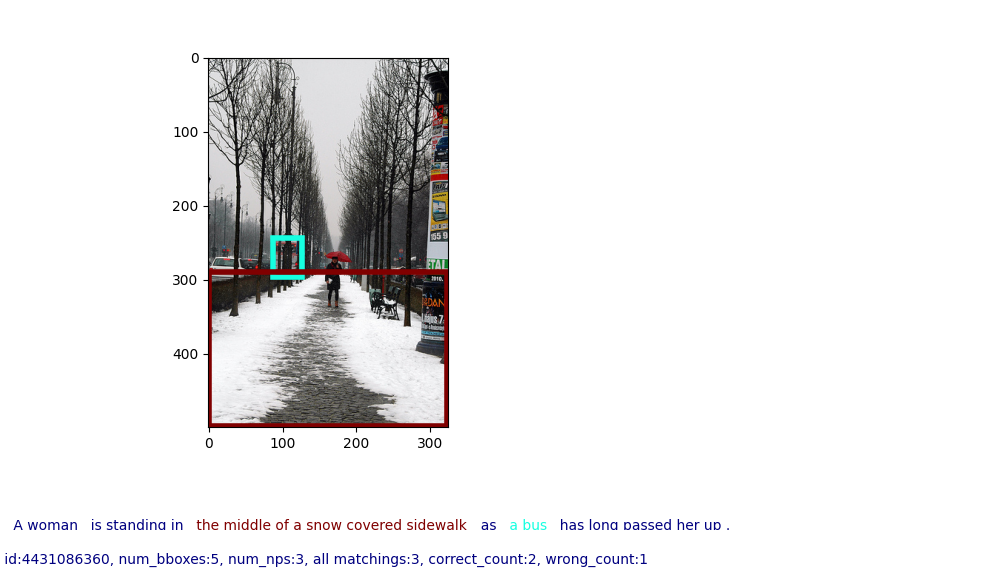 0
100
200
300
400
0 100 200 300
ETAL
A woman is standing in the middle of a snow covered sidewalk as a bus has long passed her up .
id:4431086360, num_bboxes:5, num_nps:3, all matchings:3, correct_count:2, wrong_count:1